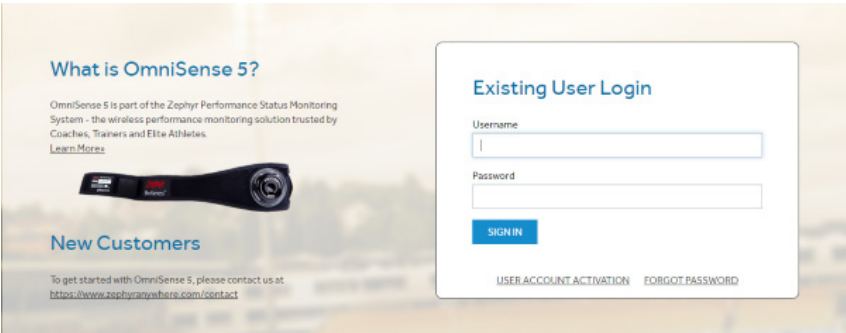 What is OmniSense 5?
OmniSense 5 is part of the Zephyr Performance Status Monitoring
System - the wireless performance monitoring solution trusted by
Coaches, Trainers and Elite Athletes.
Learn More»
New Customers
To get started with OmniSense 5, please contact us at
https://www.zephyranywhere.com/contact
Existing User Login
Username
Password
SIGN IN
USER ACCOUNT ACTIVATION FORGOT PASSWORD